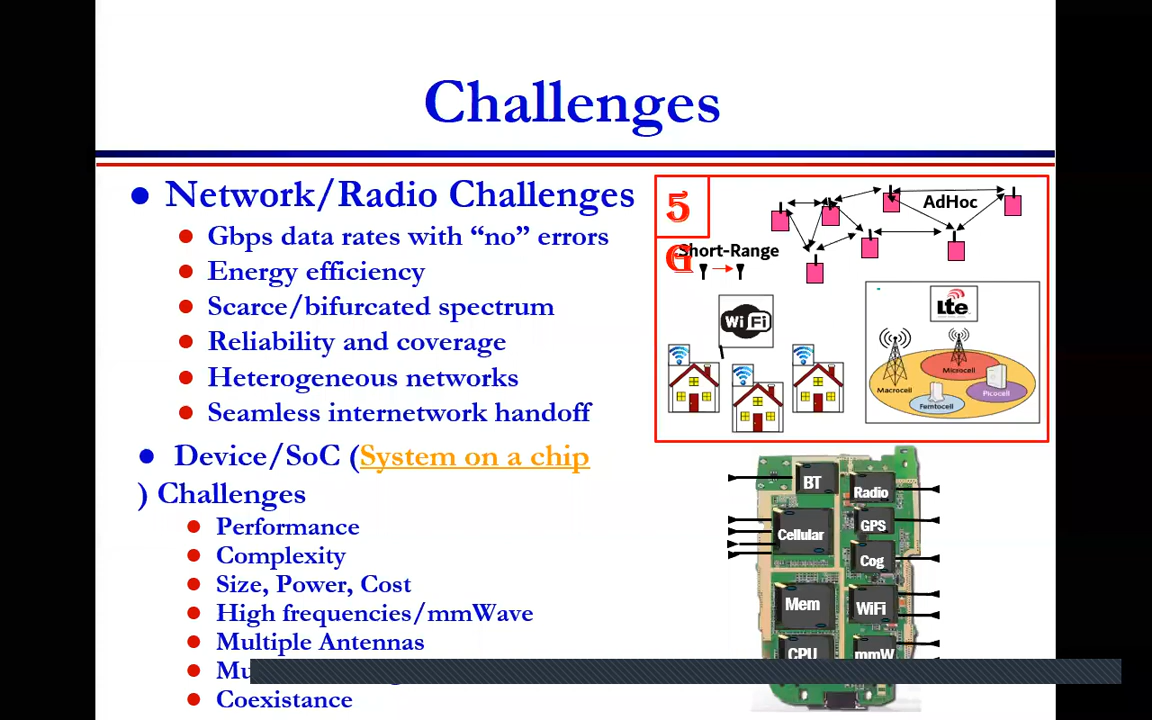 Challenges
Network/Radio Challenges
Gbps data rates with “no” errors
Energy efficiency
Scarce/bifurcated spectrum
Reliability and coverage
Heterogeneous networks
Seamless internetwork handoff
Device/SoC (System on a chip
) Challenges
Performance
Complexity
Size, Power, Cost
High frequencies/mmWave
Multiple Antennas
Coexistance
5
G
AdHoc
Short-Range
Wi Fi
Lte
Macrocell
Microcell
Picocell
Femtocell
BT
Radio
Cellular
GPS
Cog
Mem
WiFi
CPU
mmW